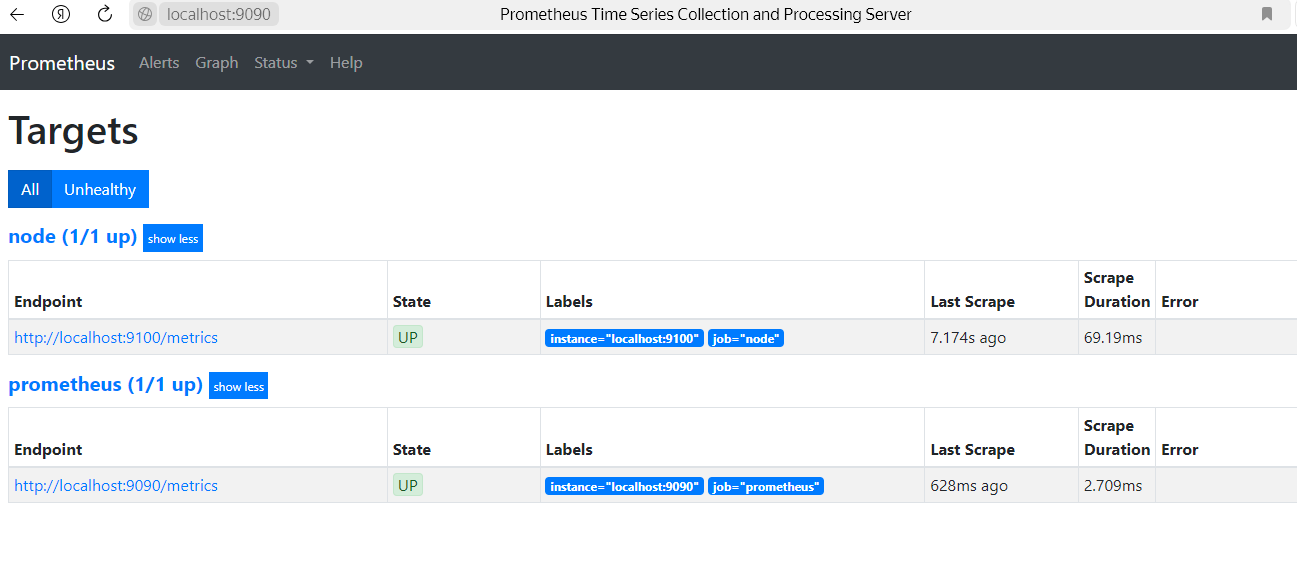 Я localhost:9090 Prometheus Time Series Collection and Processing Server
Prometheus Alerts Graph Status Help
Targets
All Unhealthy
node (1/1 up) show less
Endpoint State Labels Last Scrape Scrape Duration Error
http://localhost:9100/metrics UP instance="localhost:9100" job="node" 7.174s ago 69.19ms
prometheus (1/1 up) show less
Endpoint State Labels Last Scrape Scrape Duration Error
http://localhost:9090/metrics UP instance="localhost:9090" job="prometheus" 628ms ago 2.709ms